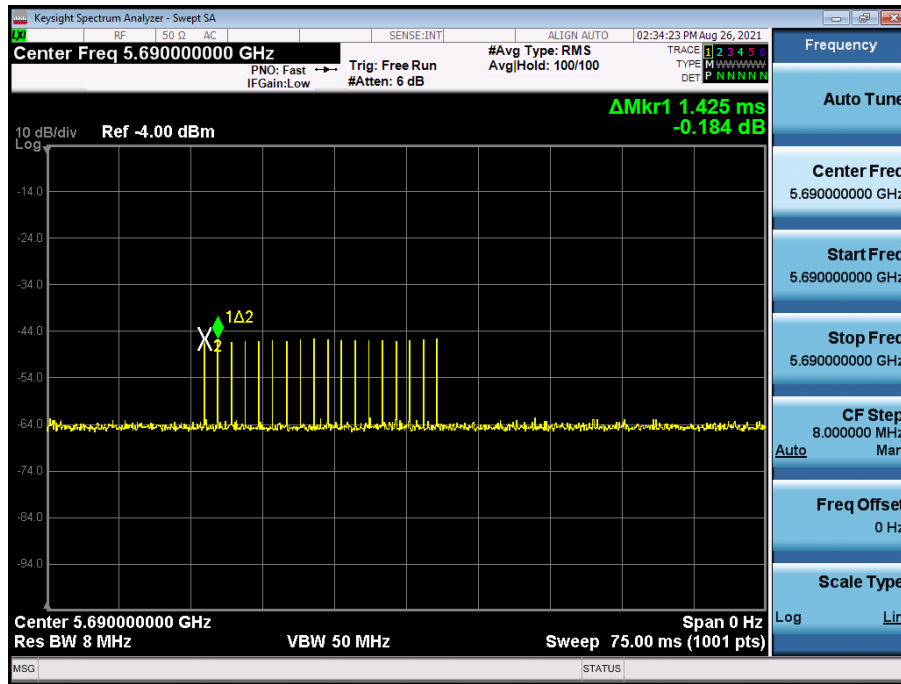 Keysight Spectrum Analyzer - Swept SA
LXI RF 50 Ω AC SENSE:INT ALIGN AUTO 02:34:23 PM Aug 26, 2021
Center Freq 5.690000000 GHz
PNO: Fast
IFGain:Low
Trig: Free Run
#Atten: 6 dB
#Avg Type: RMS
Avg|Hold: 100/100
TRACE 1 2 3 4 5 6
TYPE M WWWWW
DET P N N N N N
ΔMkr1 1.425 ms
-0.184 dB
10 dB/div Ref -4.00 dBm
Log
-14.0
-24.0
-34.0
-44.0
-54.0
-64.0
-74.0
-84.0
-94.0
1Δ2
X2
Center 5.690000000 GHz Span 0 Hz
Res BW 8 MHz VBW 50 MHz Sweep 75.00 ms (1001 pts)
MSG STATUS
Frequency
Auto Tune
Center Freq
5.690000000 GHz
Start Freq
5.690000000 GHz
Stop Freq
5.690000000 GHz
CF Step
8.000000 MHz
Auto Man
Freq Offset
0 Hz
Scale Type
Log Lin